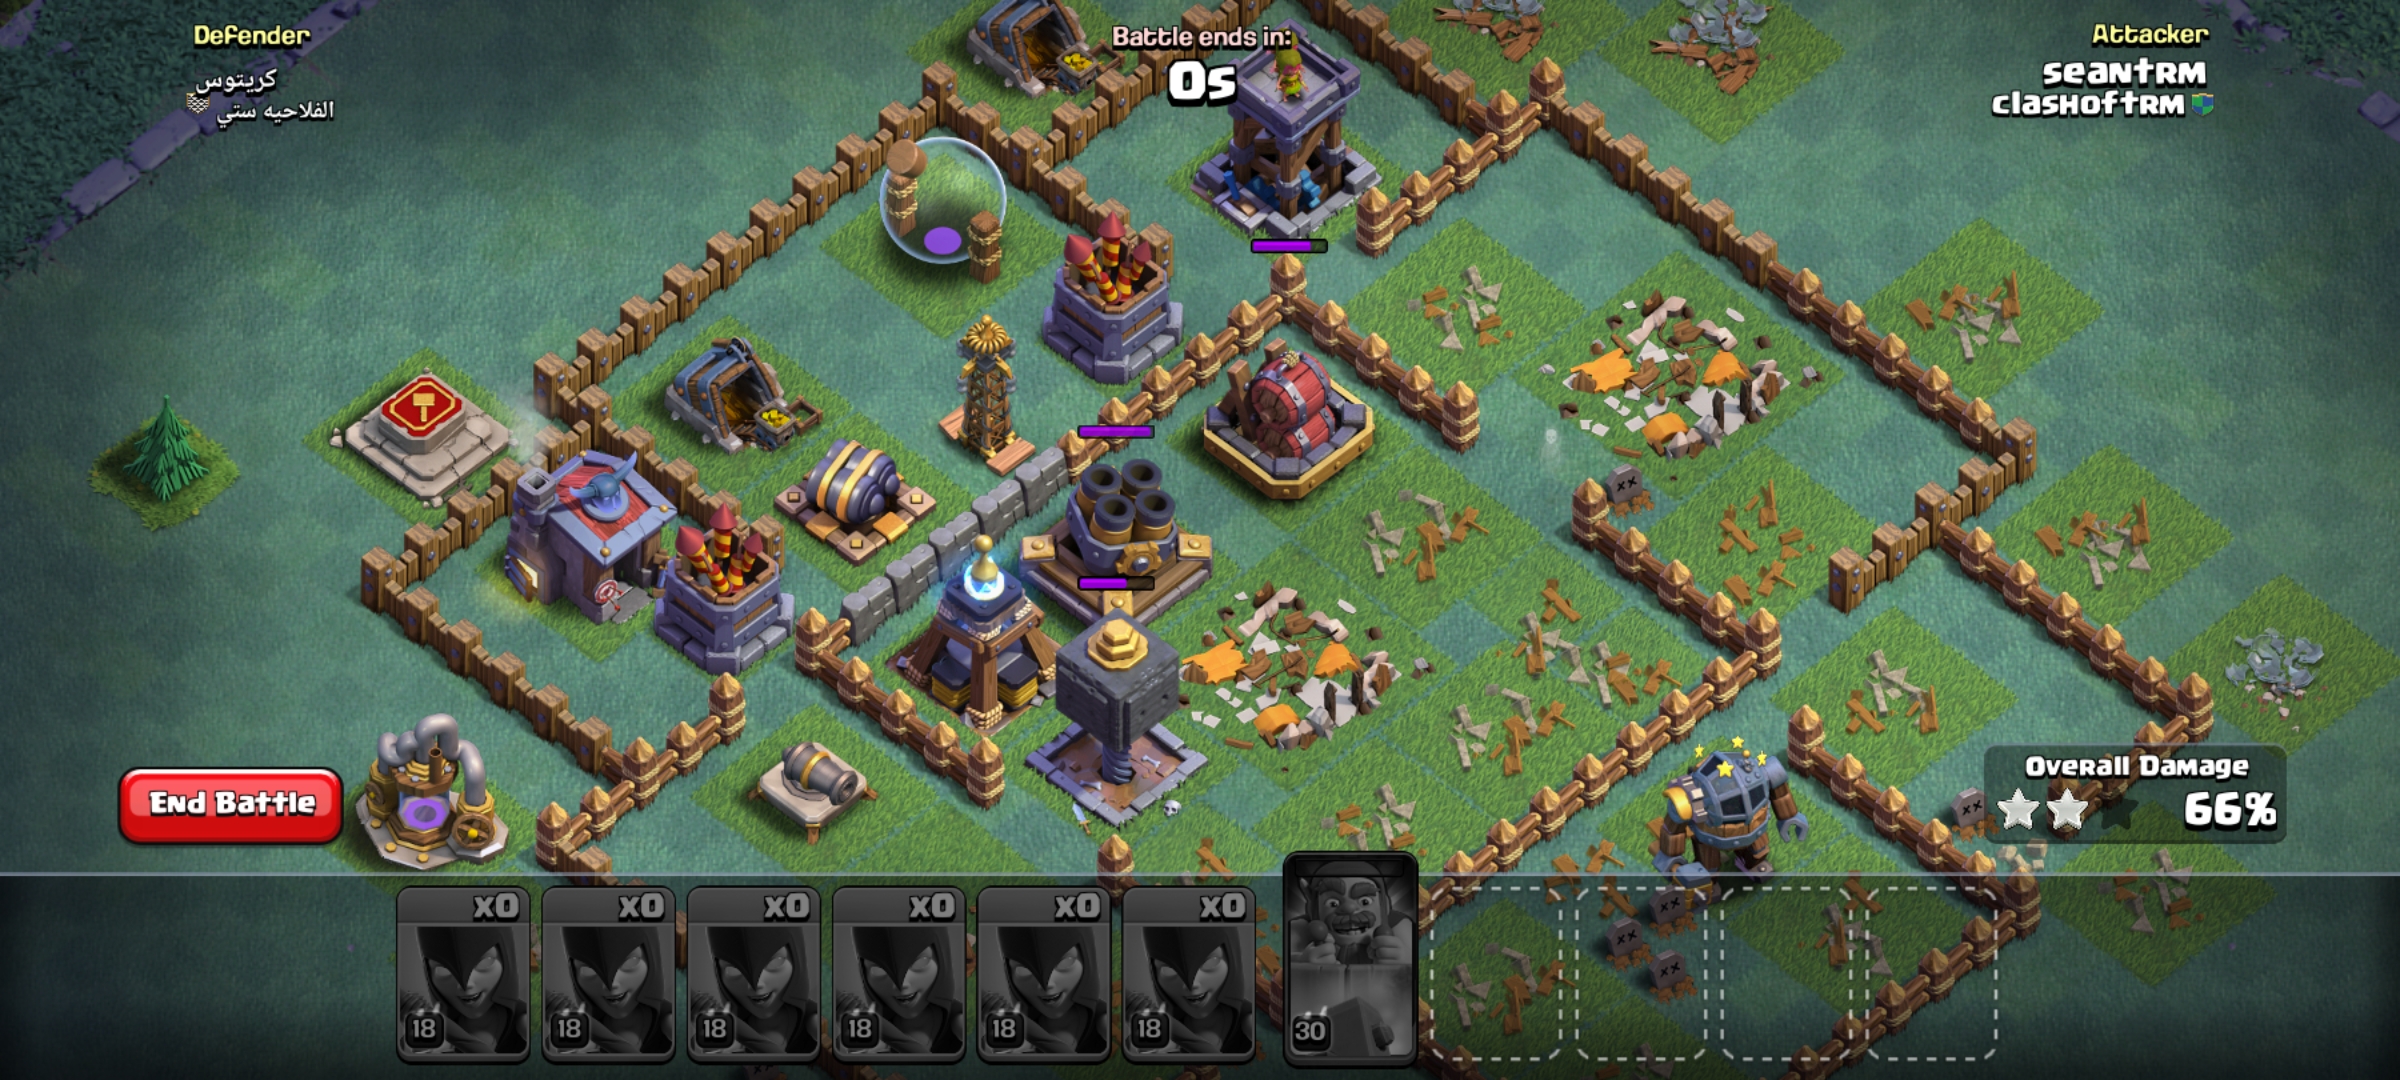 Defender
كريتوس
الفلاحيه ستي
Battle ends in:
0s
Attacker
seantRM
clashoftRM
End Battle
Overall Damage
66%
x0
x0
x0
x0
x0
x0
18
18
18
18
18
18
30